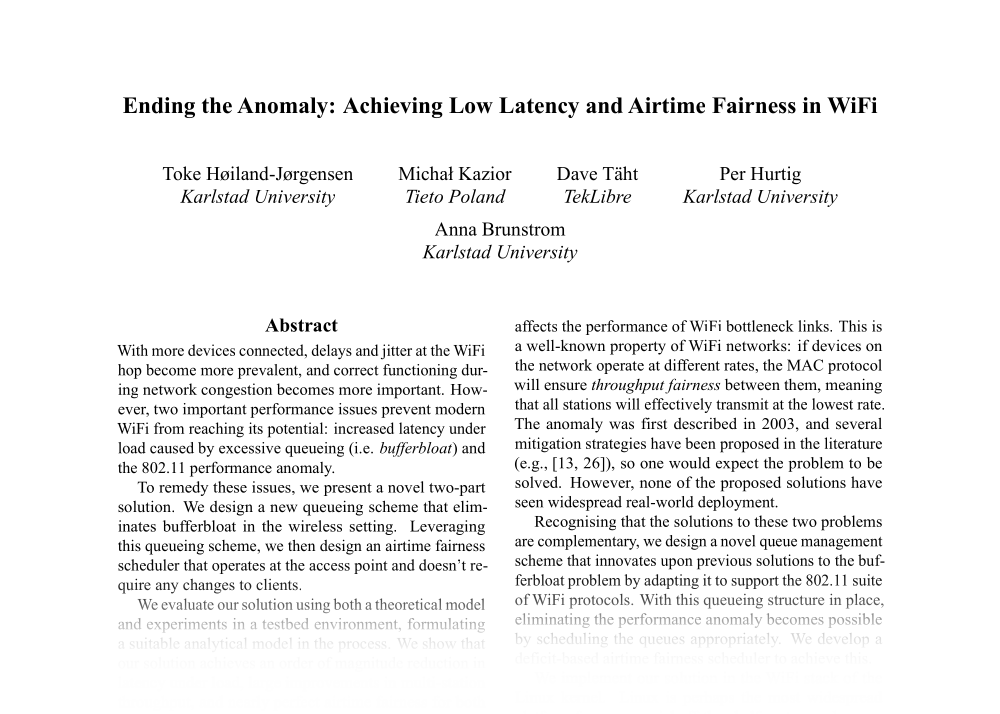 Ending the Anomaly: Achieving Low Latency and Airtime Fairness in WiFi
Toke Høiland-Jørgensen
Karlstad University
Michał Kazior
Tieto Poland
Dave Täht
TekLibre
Per Hurtig
Karlstad University
Anna Brunstrom
Karlstad University
Abstract
With more devices connected, delays and jitter at the WiFi
hop become more prevalent, and correct functioning dur-
ing network congestion becomes more important. How-
ever, two important performance issues prevent modern
WiFi from reaching its potential: increased latency under
load caused by excessive queueing (i.e. bufferbloat) and
the 802.11 performance anomaly.
To remedy these issues, we present a novel two-part
solution. We design a new queueing scheme that elim-
inates bufferbloat in the wireless setting. Leveraging
this queueing scheme, we then design an airtime fairness
scheduler that operates at the access point and doesn't re-
quire any changes to clients.
We evaluate our solution using both a theoretical model
and experiments in a testbed environment, formulating
a suitable analytical model in the process. We show that
affects the performance of WiFi bottleneck links. This is
a well-known property of WiFi networks: if devices on
the network operate at different rates, the MAC protocol
will ensure throughput fairness between them, meaning
that all stations will effectively transmit at the lowest rate.
The anomaly was first described in 2003, and several
mitigation strategies have been proposed in the literature
(e.g., [13, 26]), so one would expect the problem to be
solved. However, none of the proposed solutions have
seen widespread real-world deployment.
Recognising that the solutions to these two problems
are complementary, we design a novel queue management
scheme that innovates upon previous solutions to the buf-
ferbloat problem by adapting it to support the 802.11 suite
of WiFi protocols. With this queueing structure in place,
eliminating the performance anomaly becomes possible
by scheduling the queues appropriately. We develop a
deficit-based airtime fairness scheduler to achieve this.